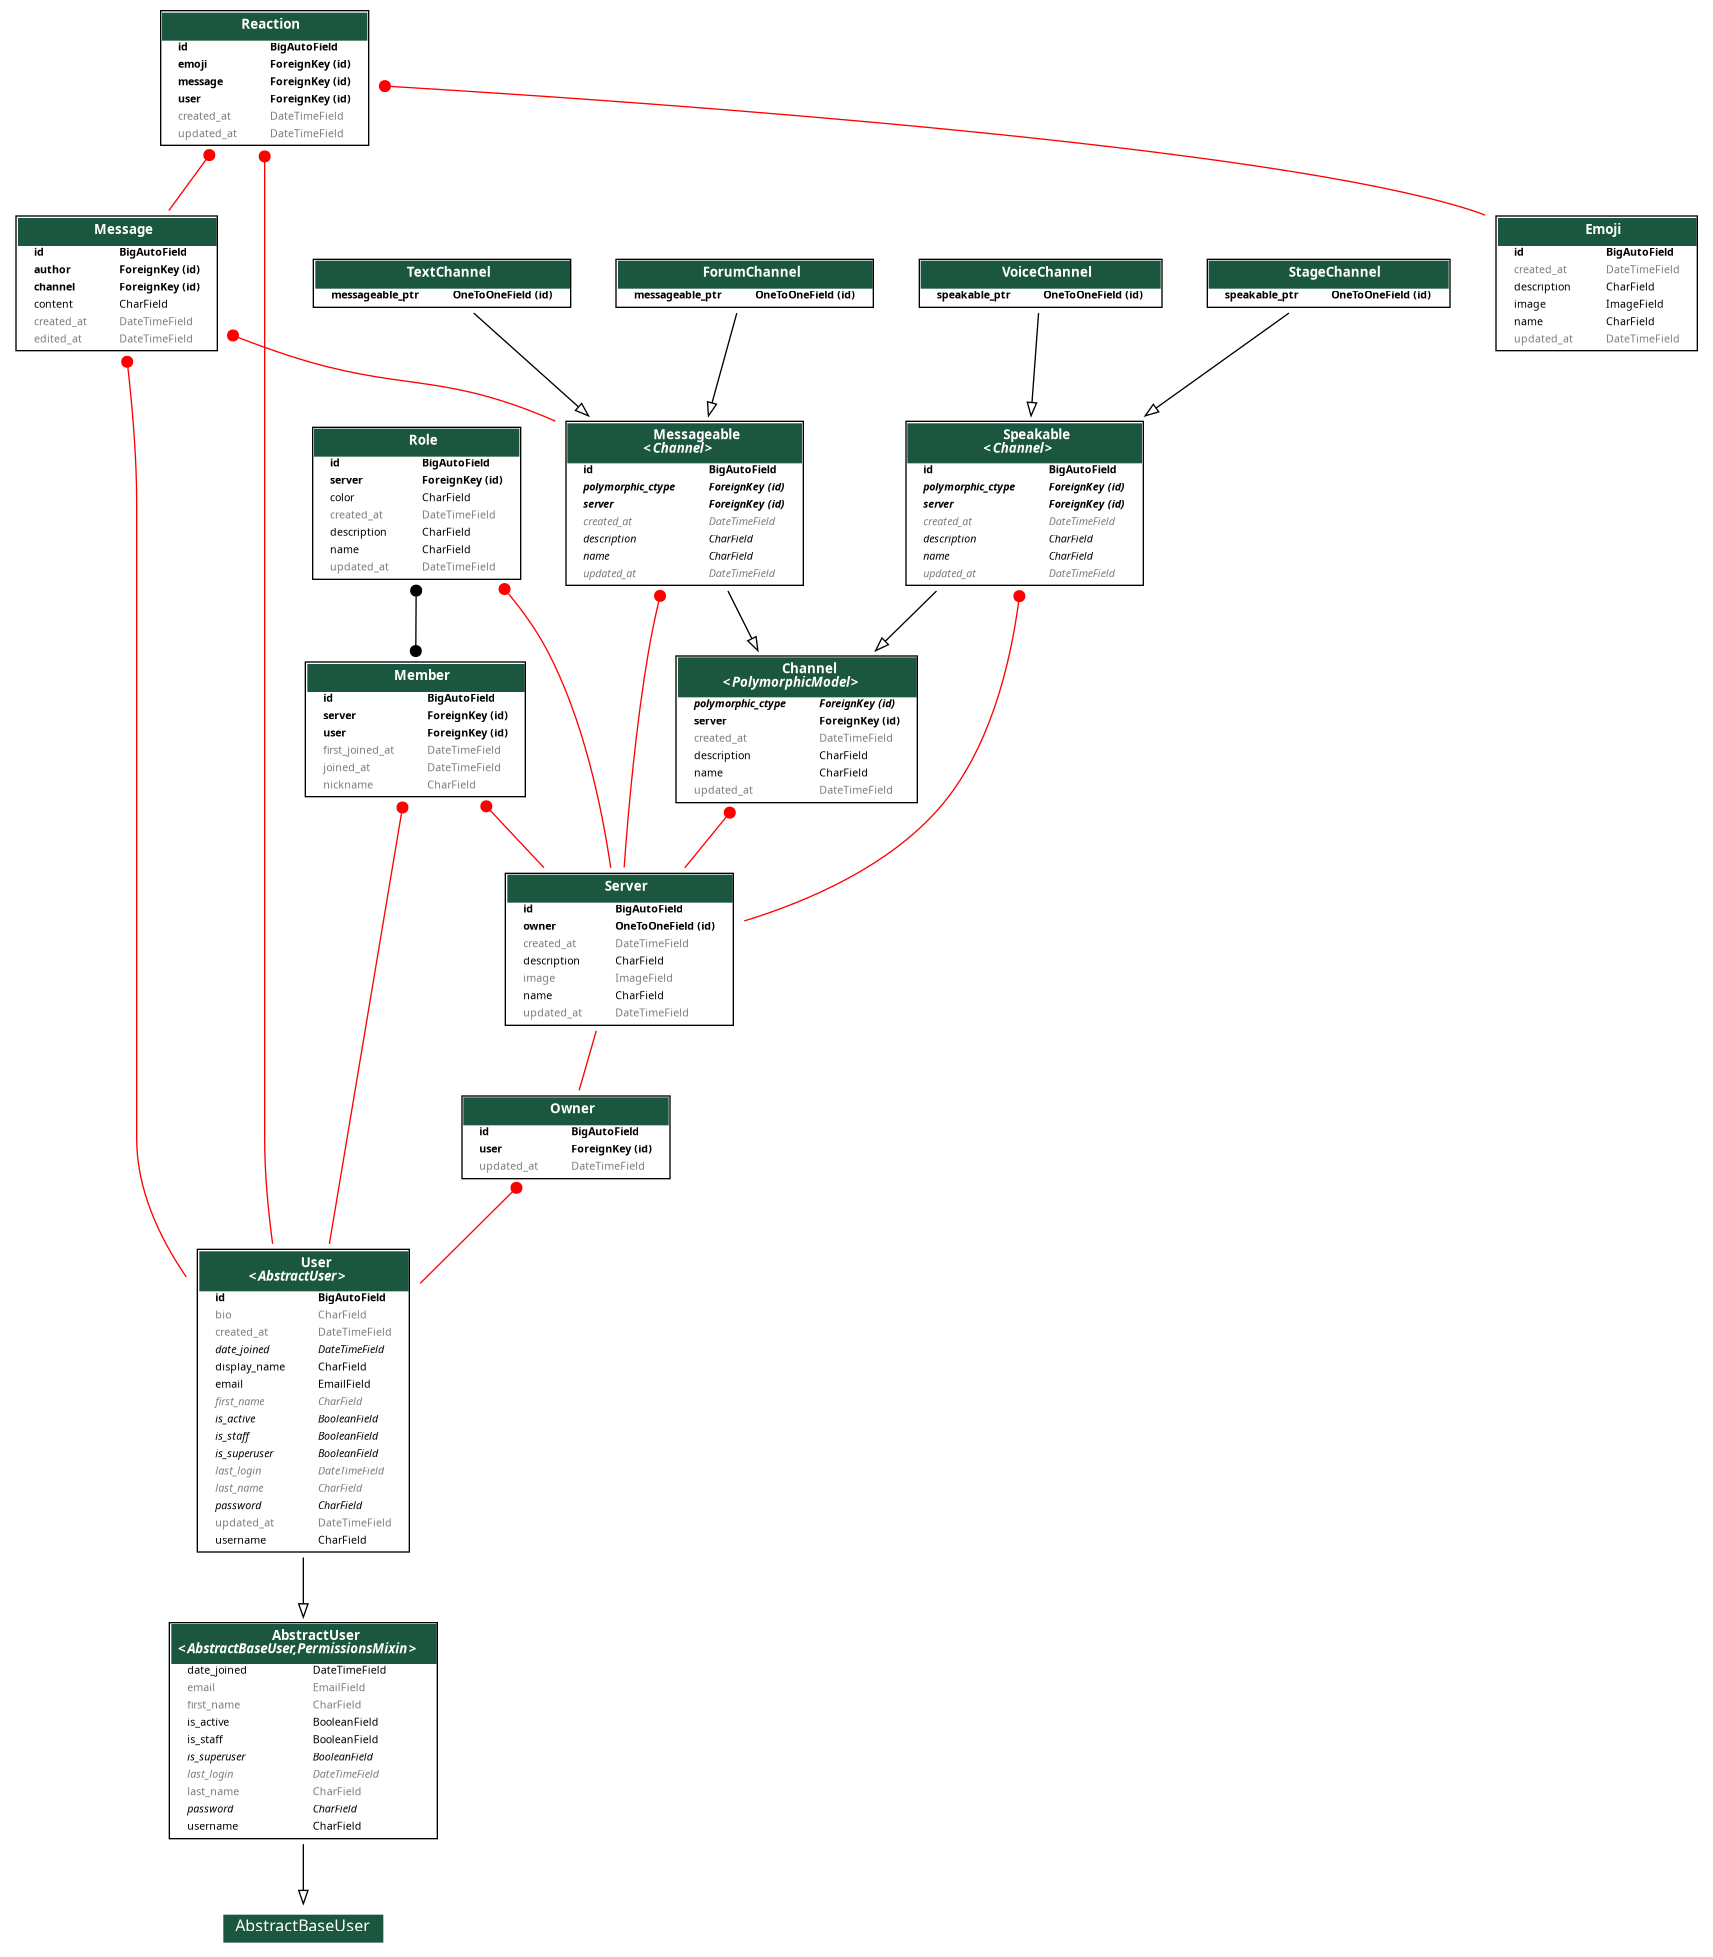 Reaction
id BigAutoField
emoji ForeignKey (id)
message ForeignKey (id)
user ForeignKey (id)
created_at DateTimeField
updated_at DateTimeField
Message
id BigAutoField
author ForeignKey (id)
channel ForeignKey (id)
content CharField
created_at DateTimeField
edited_at DateTimeField
TextChannel
messageable_ptr OneToOneField (id)
ForumChannel
messageable_ptr OneToOneField (id)
VoiceChannel
speakable_ptr OneToOneField (id)
StageChannel
speakable_ptr OneToOneField (id)
Emoji
id BigAutoField
created_at DateTimeField
description CharField
image ImageField
name CharField
updated_at DateTimeField
Role
id BigAutoField
server ForeignKey (id)
color CharField
created_at DateTimeField
description CharField
name CharField
updated_at DateTimeField
Messageable
<Channel>
id BigAutoField
polymorphic_ctype ForeignKey (id)
server ForeignKey (id)
created_at DateTimeField
description CharField
name CharField
updated_at DateTimeField
Speakable
<Channel>
id BigAutoField
polymorphic_ctype ForeignKey (id)
server ForeignKey (id)
created_at DateTimeField
description CharField
name CharField
updated_at DateTimeField
Member
id BigAutoField
server ForeignKey (id)
user ForeignKey (id)
first_joined_at DateTimeField
joined_at DateTimeField
nickname CharField
Channel
<PolymorphicModel>
polymorphic_ctype ForeignKey (id)
server ForeignKey (id)
created_at DateTimeField
description CharField
name CharField
updated_at DateTimeField
Server
id BigAutoField
owner OneToOneField (id)
created_at DateTimeField
description CharField
image ImageField
name CharField
updated_at DateTimeField
Owner
id BigAutoField
user ForeignKey (id)
updated_at DateTimeField
User
<AbstractUser>
id BigAutoField
bio CharField
created_at DateTimeField
date_joined DateTimeField
display_name CharField
email EmailField
first_name CharField
is_active BooleanField
is_staff BooleanField
is_superuser BooleanField
last_login DateTimeField
last_name CharField
password CharField
updated_at DateTimeField
username CharField
AbstractUser
<AbstractBaseUser,PermissionsMixin>
date_joined DateTimeField
email EmailField
first_name CharField
is_active BooleanField
is_staff BooleanField
is_superuser BooleanField
last_login DateTimeField
last_name CharField
password CharField
username CharField
AbstractBaseUser